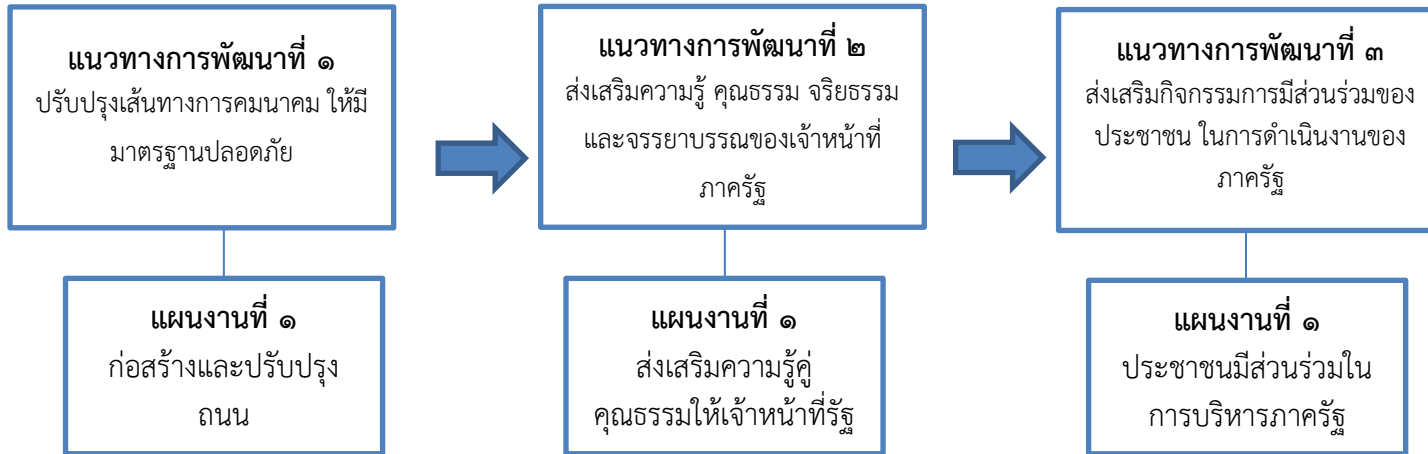 แนวทางการพัฒนาที่ ๑
ปรับปรุงเส้นทางการคมนาคม ให้มี
มาตรฐานปลอดภัย
แนวทางการพัฒนาที่ ๒
ส่งเสริมความรู้ คุณธรรม จริยธรรม
และจรรยาบรรณของเจ้าหน้าที่
ภาครัฐ
แนวทางการพัฒนาที่ ๓
ส่งเสริมกิจกรรมการมีส่วนร่วมของ
ประชาชน ในการดำเนินงานของ
ภาครัฐ
แผนงานที่ ๑
ก่อสร้างและปรับปรุง
ถนน
แผนงานที่ ๑
ส่งเสริมความรู้คู่
คุณธรรมให้เจ้าหน้าที่รัฐ
แผนงานที่ ๑
ประชาชนมีส่วนร่วมใน
การบริหารภาครัฐ